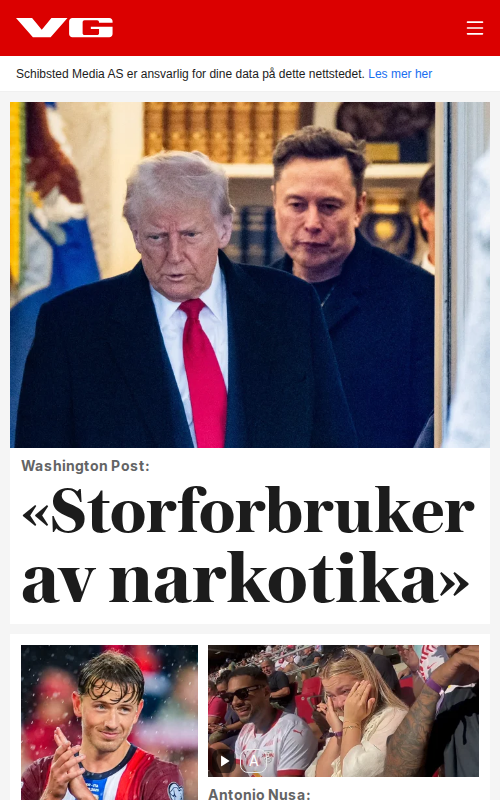 VG
Schibsted Media AS er ansvarlig for dine data på dette nettstedet. Les mer her
Washington Post:
«Storforbruker
av narkotika»
A
Antonio Nusa: